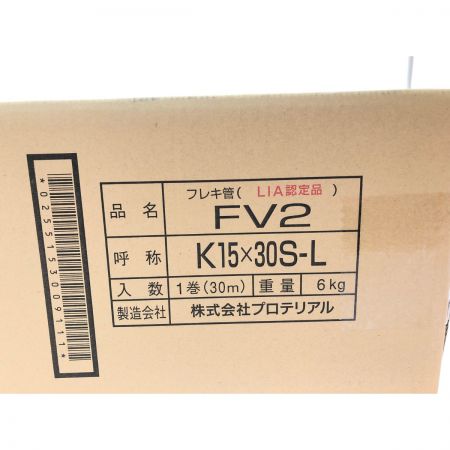 フレキ管( LIA認定品 )
品名 FV2
呼称 K15×30S-L
入数 1巻(30m) 重量 6kg
製造会社 株式会社プロテリアル
*0255153009111*